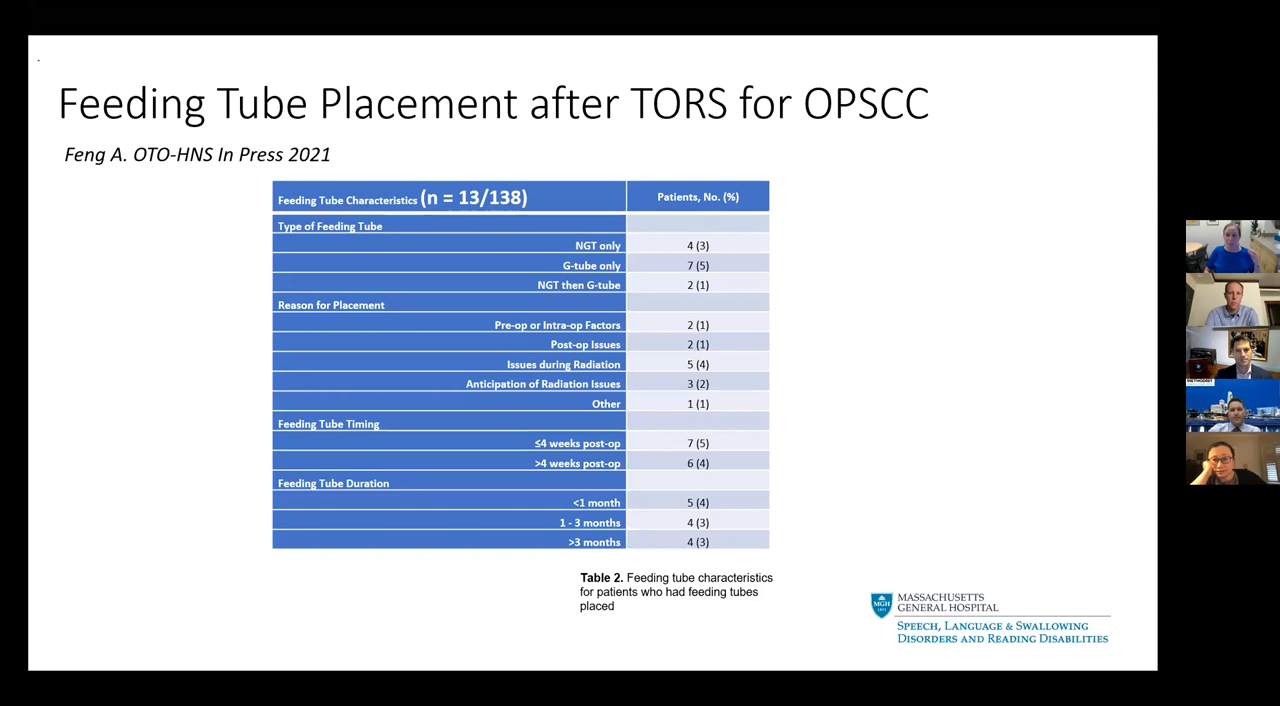 Feeding Tube Placement after TORS for OPSCC
Feng A. OTO-HNS In Press 2021
Feeding Tube Characteristics (n = 13/138) Patients, No. (%)
Type of Feeding Tube
NGT only 4 (3)
G-tube only 7 (5)
NGT then G-tube 2 (1)
Reason for Placement
Pre-op or Intra-op Factors 2 (1)
Post-op Issues 2 (1)
Issues during Radiation 5 (4)
Anticipation of Radiation Issues 3 (2)
Other 1 (1)
Feeding Tube Timing
≤4 weeks post-op 7 (5)
>4 weeks post-op 6 (4)
Feeding Tube Duration
<1 month 5 (4)
1 - 3 months 4 (3)
>3 months 4 (3)
Table 2. Feeding tube characteristics
for patients who had feeding tubes
placed
MGH
MASSACHUSETTS
GENERAL HOSPITAL
SPEECH, LANGUAGE & SWALLOWING
DISORDERS AND READING DISABILITIES
METHODIST